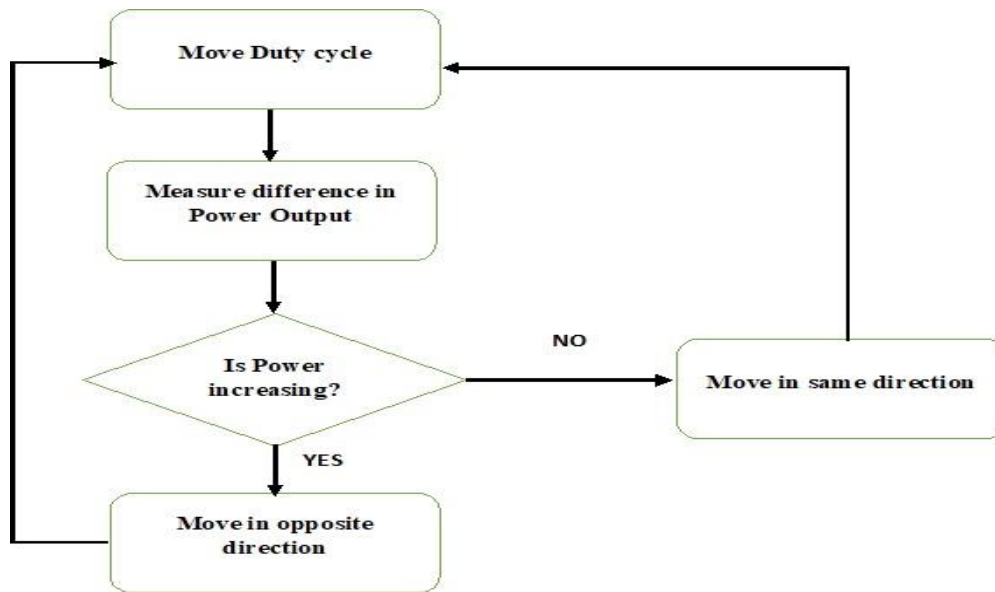 Move Duty cycle
Measure difference in
Power Output
Is Power
increasing?
NO
Move in same direction
YES
Move in opposite
direction